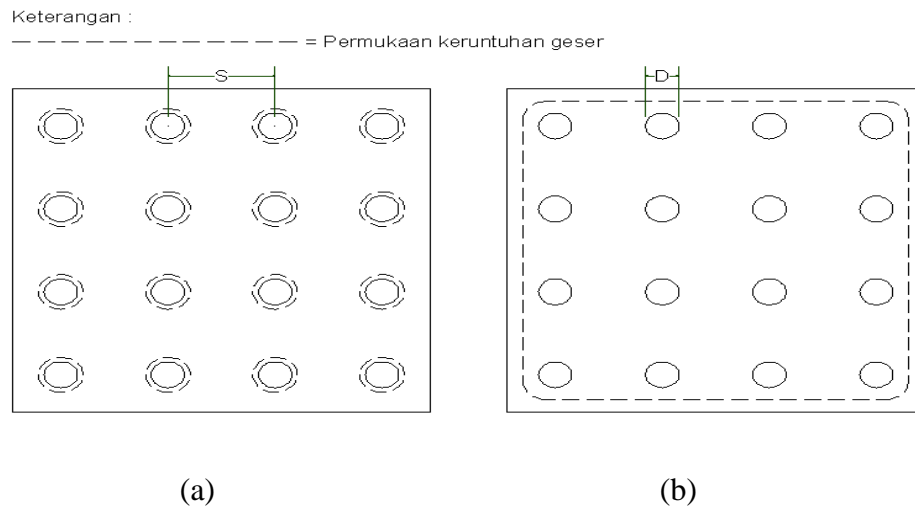 Keterangan :
= Permukaan keruntuhan geser
S
D
(a)
(b)